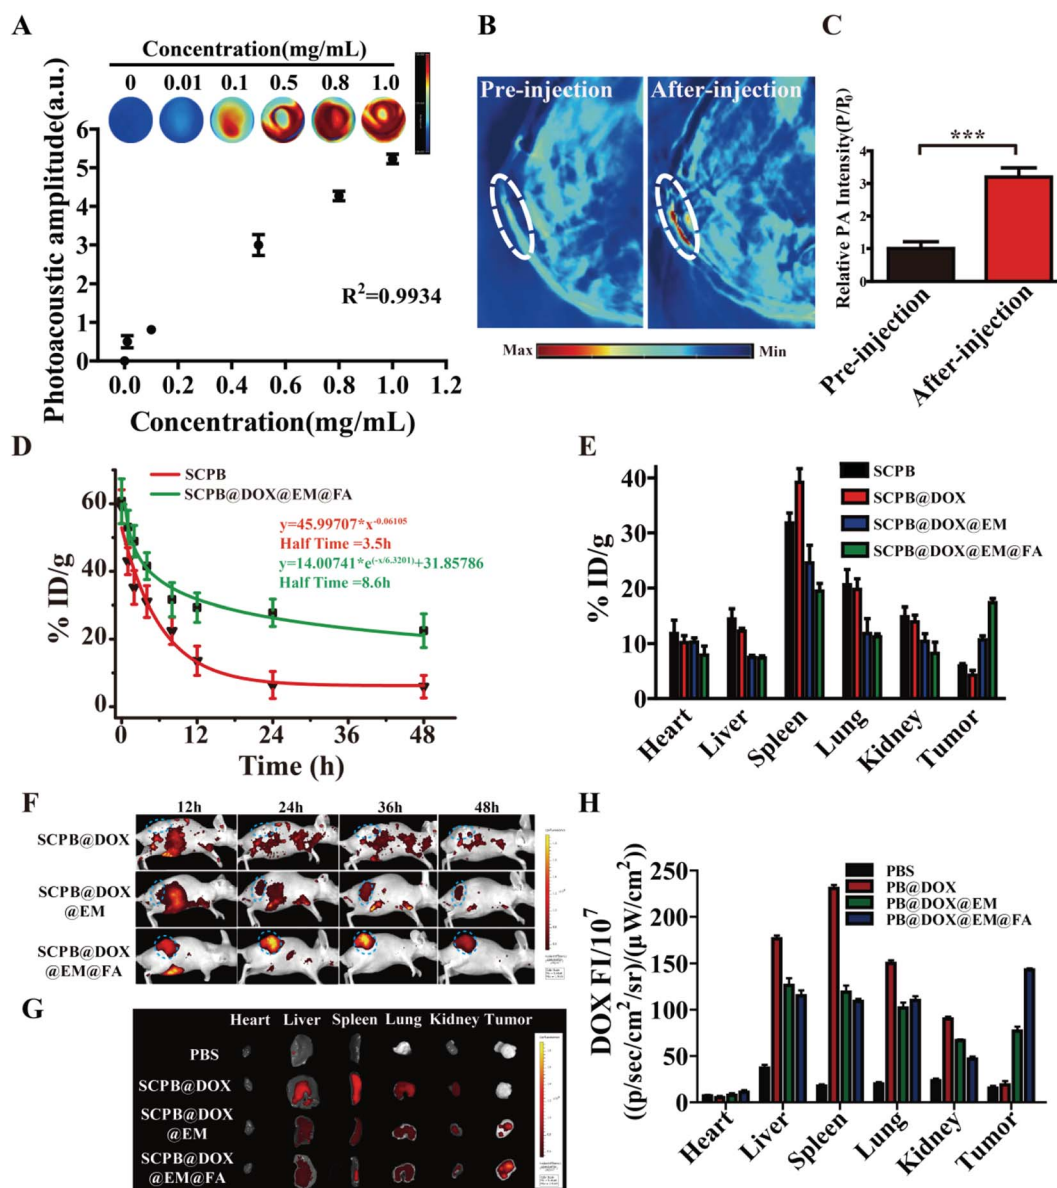 A
Concentration(mg/mL)
0 0.01 0.1 0.5 0.8 1.0
Photoacoustic amplitude(a.u.)
6
5
4
3
2
1
0
R²=0.9934
0.0 0.2 0.4 0.6 0.8 1.0 1.2
Concentration(mg/mL)
B
Pre-injection
After-injection
Max
Min
C
Relative PA Intensity(P/P0)
***
4
3
2
1
0
Pre-injection
After-injection
D
SCPB
SCPB@DOX@EM@FA
y=45.99707*x^-0.06105
Half Time =3.5h
y=14.00741*e^(-x/6.3201)+31.85786
Half Time =8.6h
% ID/g
60
40
20
0
0 12 24 36 48
Time (h)
E
SCPB
SCPB@DOX
SCPB@DOX@EM
SCPB@DOX@EM@FA
% ID/g
40
30
20
10
0
Heart Liver Spleen Lung Kidney Tumor
F
12h 24h 36h 48h
SCPB@DOX
SCPB@DOX
@EM
SCPB@DOX
@EM@FA
G
Heart Liver Spleen Lung Kidney Tumor
PBS
SCPB@DOX
SCPB@DOX
@EM
SCPB@DOX
@EM@FA
H
PBS
PB@DOX
PB@DOX@EM
PB@DOX@EM@FA
DOX FI/10⁷
((p/sec/cm²/sr)/(μW/cm²))
250
200
150
100
50
0
Heart Liver Spleen Lung Kidney Tumor